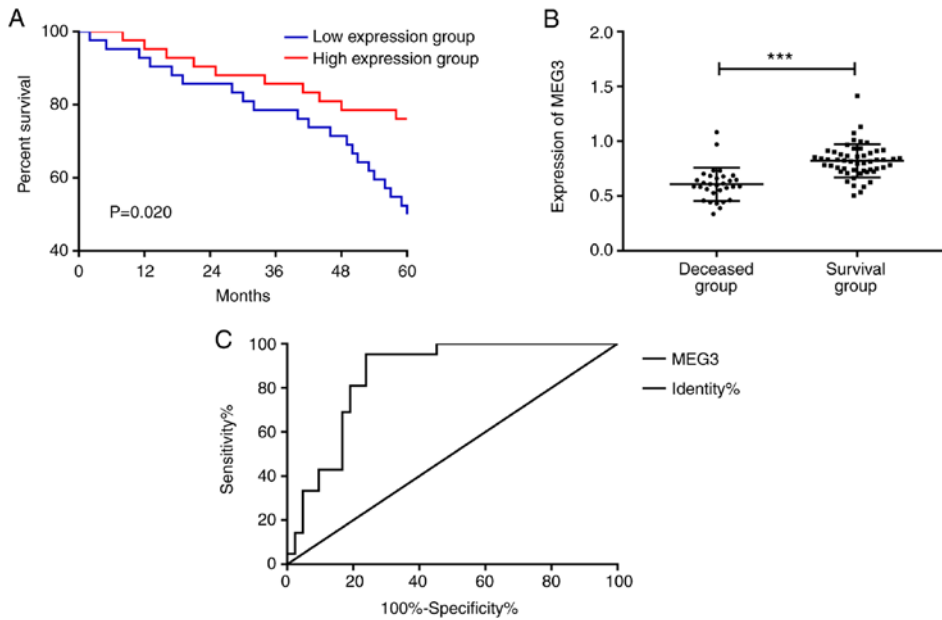 A
100
80
60
40
Percent survival
Low expression group
High expression group
P=0.020
0
12
24
36
48
60
Months
B
2.0
1.5
1.0
0.5
0.0
Expression of MEG3
***
Deceased
group
Survival
group
C
100
80
60
40
20
0
Sensitivity%
MEG3
Identity%
0
20
40
60
80
100
100%-Specificity%